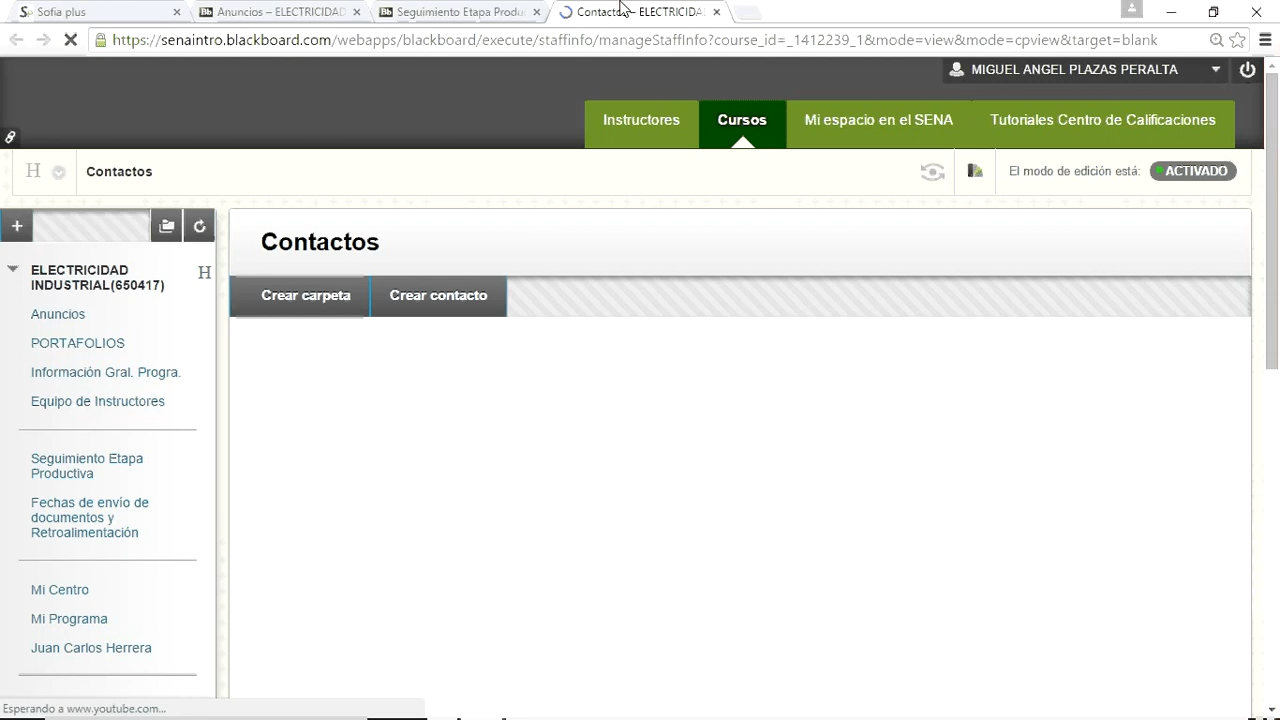 Sofia plus
Anuncios – ELECTRICIDAD
Seguimiento Etapa Produ
Contacto – ELECTRICIDA
https://senaintro.blackboard.com/webapps/blackboard/execute/staffinfo/manageStaffInfo?course_id=_1412239_1&mode=view&mode=cpview&target=blank
MIGUEL ANGEL PLAZAS PERALTA
Instructores
Cursos
Mi espacio en el SENA
Tutoriales Centro de Calificaciones
H
Contactos
El modo de edición está:
ACTIVADO
Contactos
ELECTRICIDAD
INDUSTRIAL(650417)
H
Crear carpeta
Crear contacto
Anuncios
PORTAFOLIOS
Información Gral. Progra.
Equipo de Instructores
Seguimiento Etapa
Productiva
Fechas de envío de
documentos y
Retroalimentación
Mi Centro
Mi Programa
Juan Carlos Herrera
Esperando a www.youtube.com...